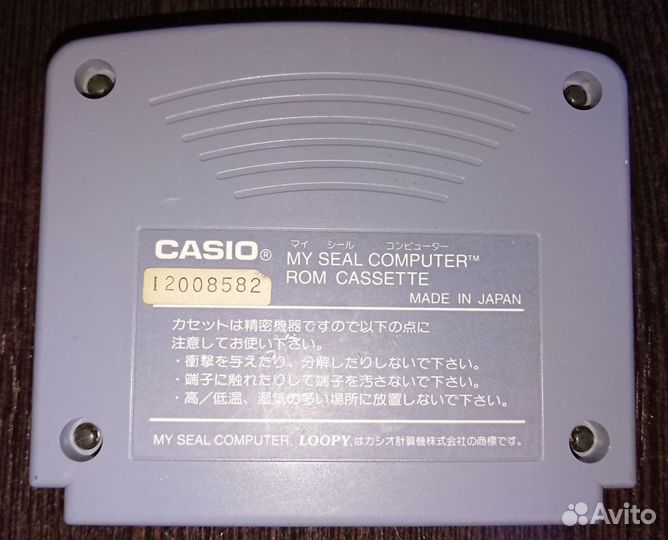 マイ シール コンピューター
CASIO® MY SEAL COMPUTER™
ROM CASSETTE
I2008582
MADE IN JAPAN
カセットは精密機器ですので以下の点に
注意してお使い下さい。
・衝撃を与えたり、分解したりしないで下さい。
・端子に触れたりして端子を汚さないで下さい。
・高／低温、湿気の多い場所に放置しないで下さい。
MY SEAL COMPUTER, LOOPY,はカシオ計算機株式会社の商標です。
Avito